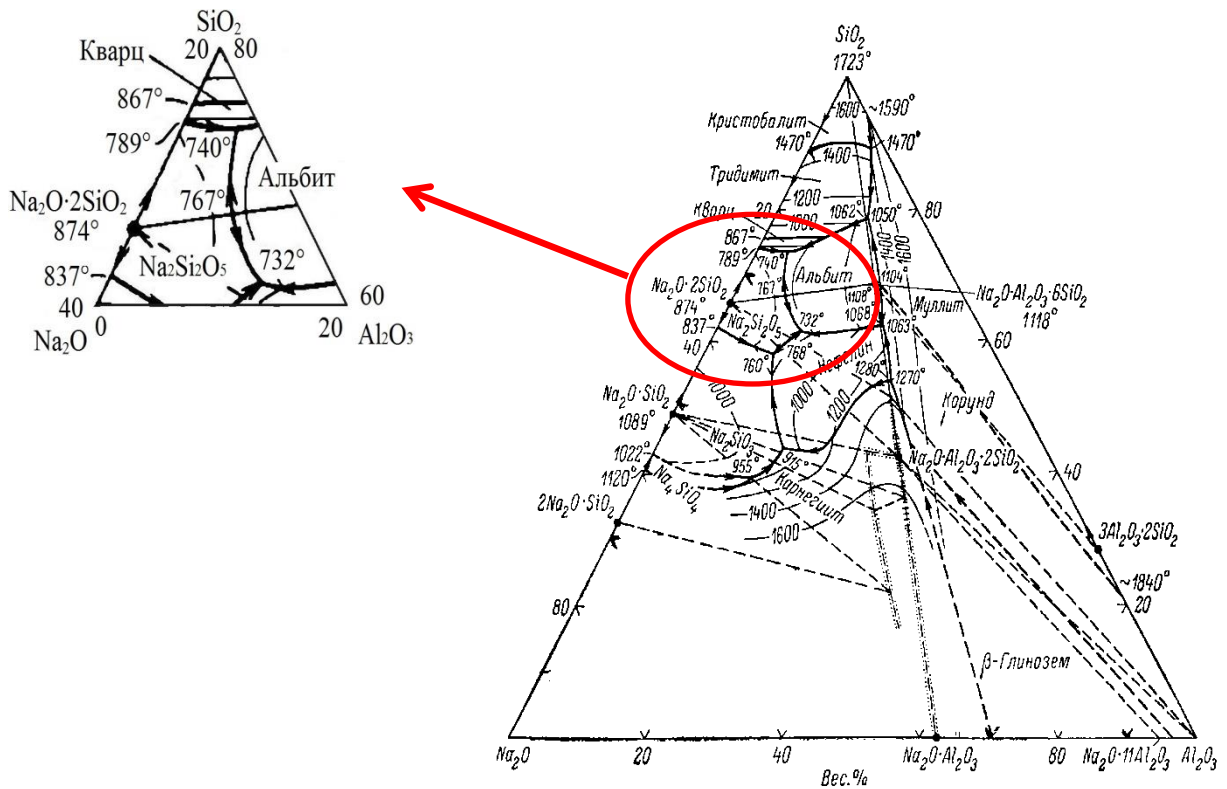 SiO₂
20 80
Кварц
867°
789°
740°
Альбит
Na₂O·2SiO₂
767°
874°
Na₂Si₂O₅
732°
837°
40
60
0
20
Na₂O
Al₂O₃
SiO₂
1723°
1600
~1590°
Кристобалит
1470°
1470°
1400
Тридимит
1200
20
1062°
1050°
80
Кварц
1000
867°
789°
740°
1400
1600
Альбит
1104°
Na₂O·2SiO₂
767°
1108°
Na₂O·Al₂O₃·6SiO₂
874°
1068°
Муллит
1118°
Na₂Si₂O₅
837°
732°
1063°
40
60
760°
768°
Нефелин
1280°
1270°
1000
1000
1200
Na₂O·SiO₂
Корунд
1089°
Na₂SiO₃
1022°
955°
915°
Na₂O·Al₂O₃·2SiO₂
40
1120°
Na₄SiO₄
Карнегиит
1400
2Na₂O·SiO₂
1600
3Al₂O₃·2SiO₂
~1840°
80
20
β-Глинозем
Na₂O
20
40
Na₂O·Al₂O₃
80
Na₂O·11Al₂O₃
Al₂O₃
Вес.%